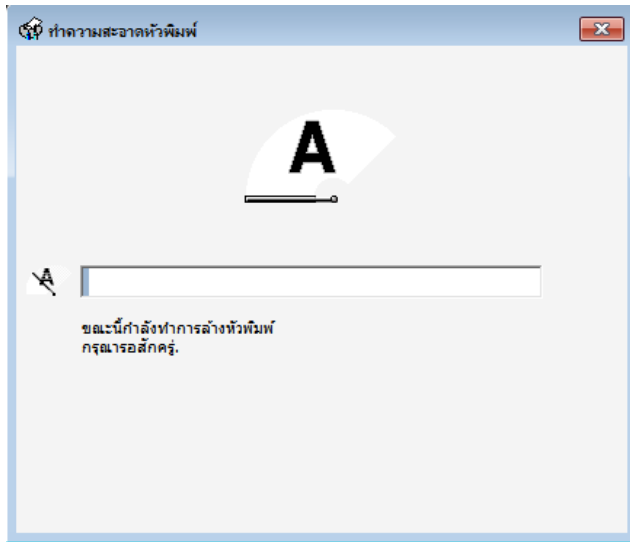 ทำความสะอาดหัวพิมพ์
A
A
ขณะนี้กำลังทำการล้างหัวพิมพ์
กรุณารอสักครู่.